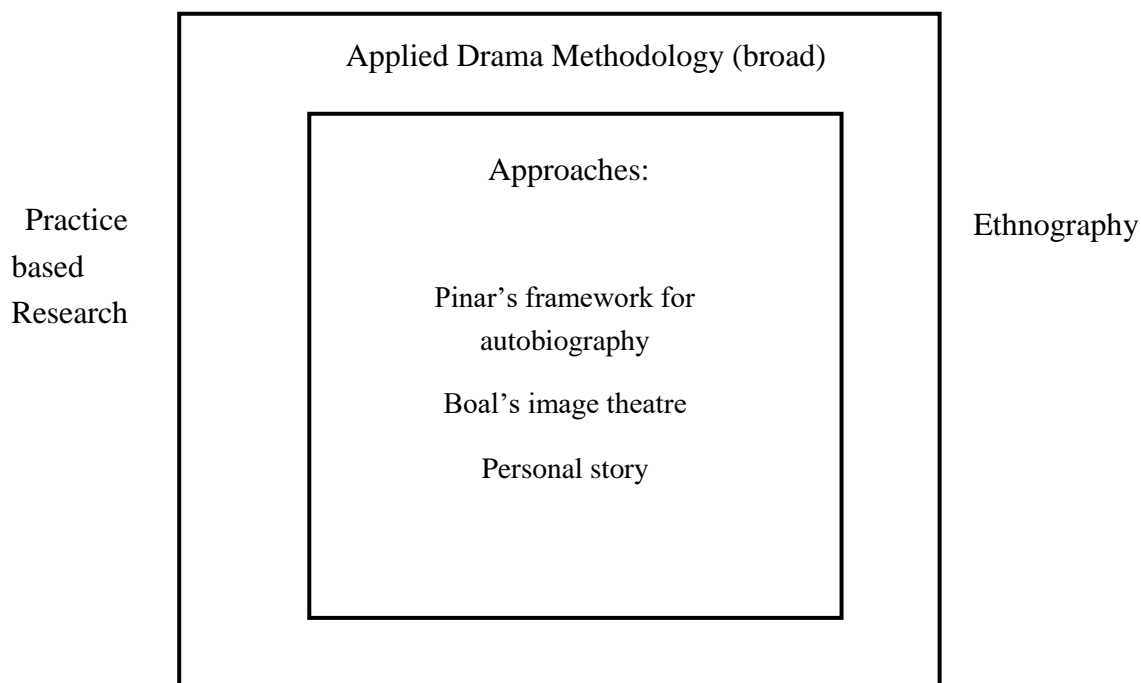 Applied Drama Methodology (broad)
Approaches:
Practice
based
Research
Ethnography
Pinar’s framework for
autobiography
Boal’s image theatre
Personal story